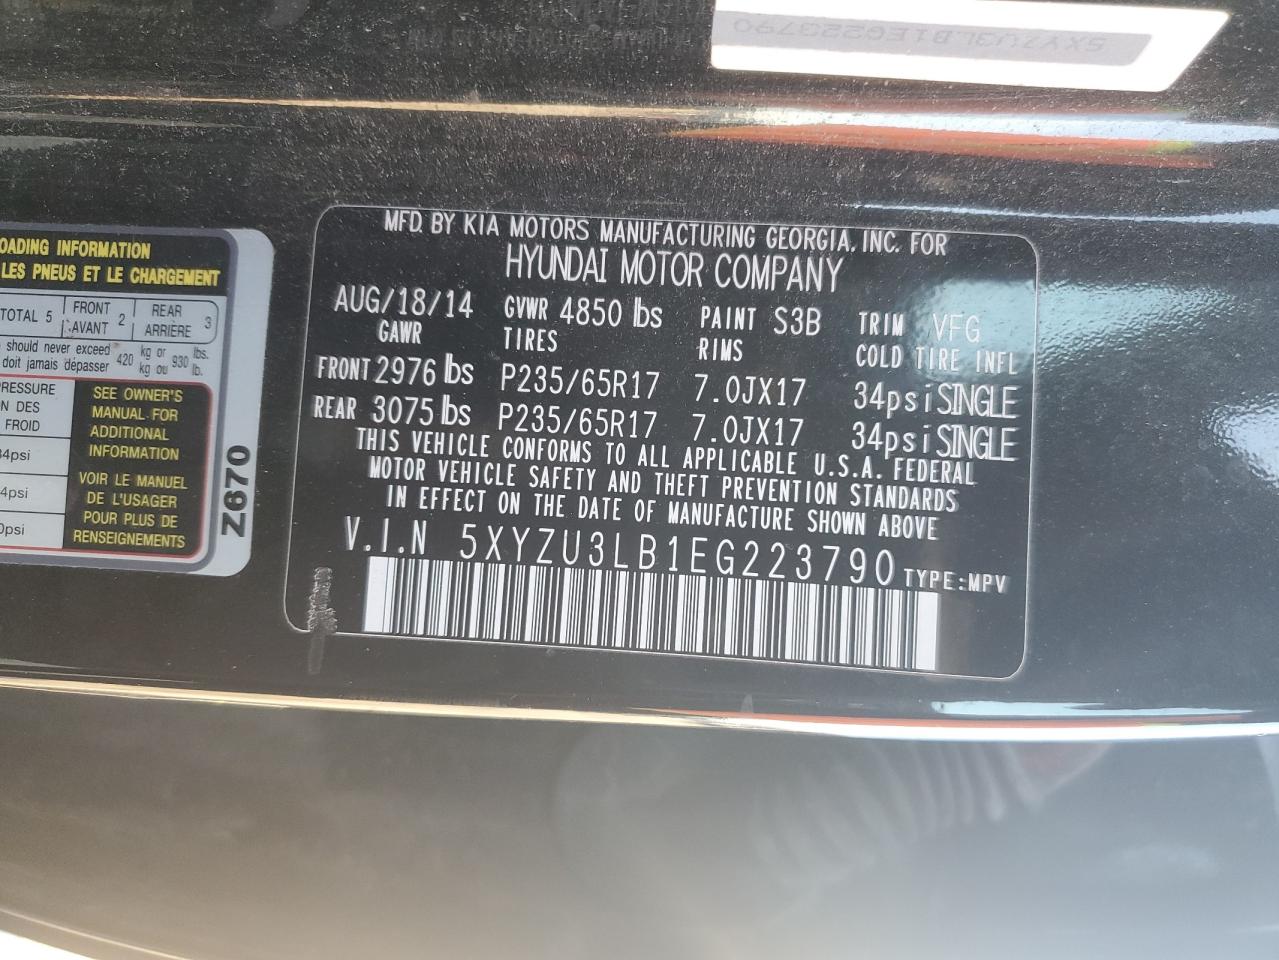 5XYZU3LB1EG223790
MFD. BY KIA MOTORS MANUFACTURING GEORGIA, INC. FOR
HYUNDAI MOTOR COMPANY
AUG/18/14 GVWR 4850 lbs PAINT S3B TRIM VFG
GAWR TIRES RIMS COLD TIRE INFL
FRONT 2976 lbs P235/65R17 7.0JX17 34psi SINGLE
REAR 3075 lbs P235/65R17 7.0JX17 34psi SINGLE
THIS VEHICLE CONFORMS TO ALL APPLICABLE U.S.A. FEDERAL
MOTOR VEHICLE SAFETY AND THEFT PREVENTION STANDARDS
IN EFFECT ON THE DATE OF MANUFACTURE SHOWN ABOVE
V.I.N 5XYZU3LB1EG223790 TYPE:MPV
OADING INFORMATION
LES PNEUS ET LE CHARGEMENT
TOTAL 5 FRONT AVANT 2 REAR ARRIÈRE 3
should never exceed 420 kg or 930 lbs.
doit jamais dépasser kg ou lb.
RESSURE
ON DES
FROID
34psi
4psi
0psi
SEE OWNER'S
MANUAL FOR
ADDITIONAL
INFORMATION
VOIR LE MANUEL
DE L'USAGER
POUR PLUS DE
RENSEIGNEMENTS
Z670